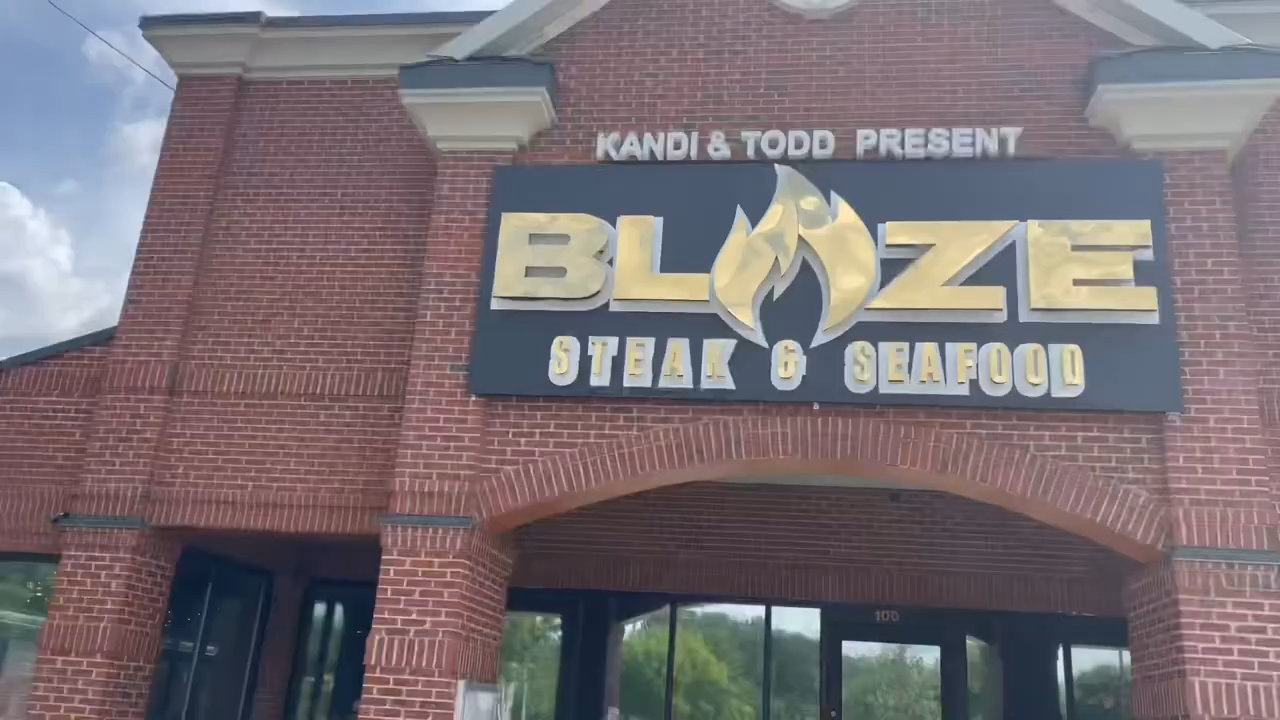 KANDI & TODD PRESENT
BLAZE
STEAK & SEAFOOD
100